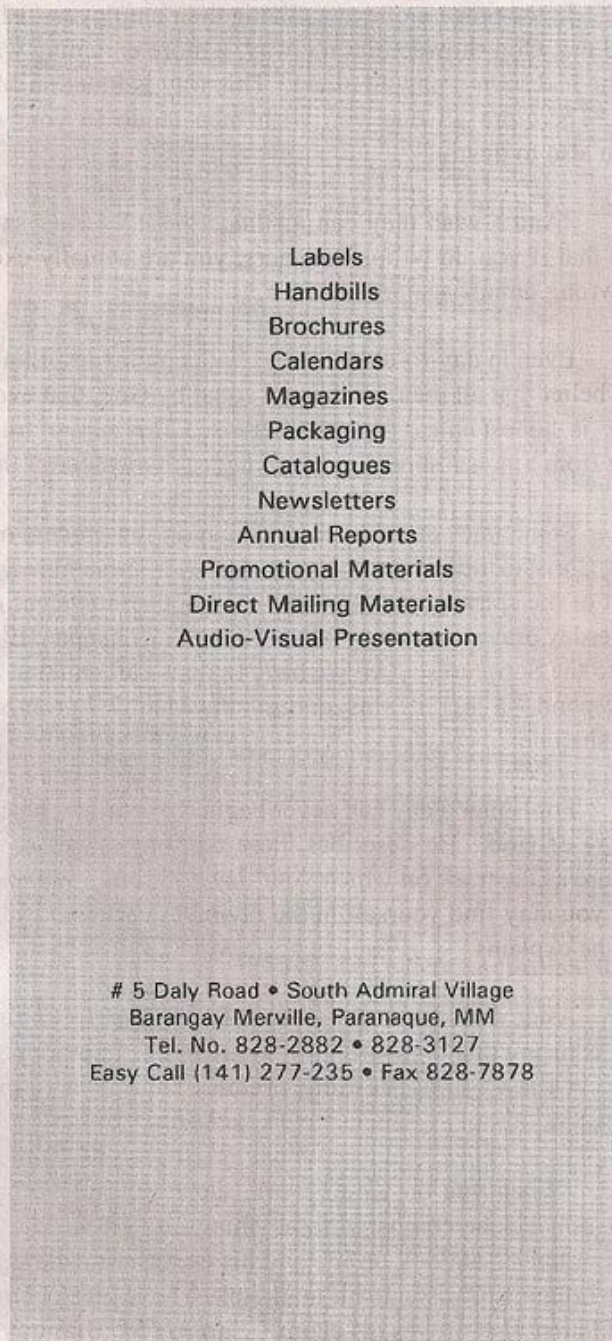 Labels
Handbills
Brochures
Calendars
Magazines
Packaging
Catalogues
Newsletters
Annual Reports
Promotional Materials
Direct Mailing Materials
Audio-Visual Presentation
# 5 Daly Road • South Admiral Village
Barangay Merville, Paranaque, MM
Tel. No. 828-2882 • 828-3127
Easy Call (141) 277-235 • Fax 828-7878